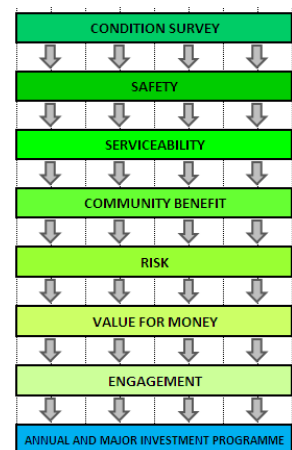 CONDITION SURVEY
SAFETY
SERVICEABILITY
COMMUNITY BENEFIT
RISK
VALUE FOR MONEY
ENGAGEMENT
ANNUAL AND MAJOR INVESTMENT PROGRAMME